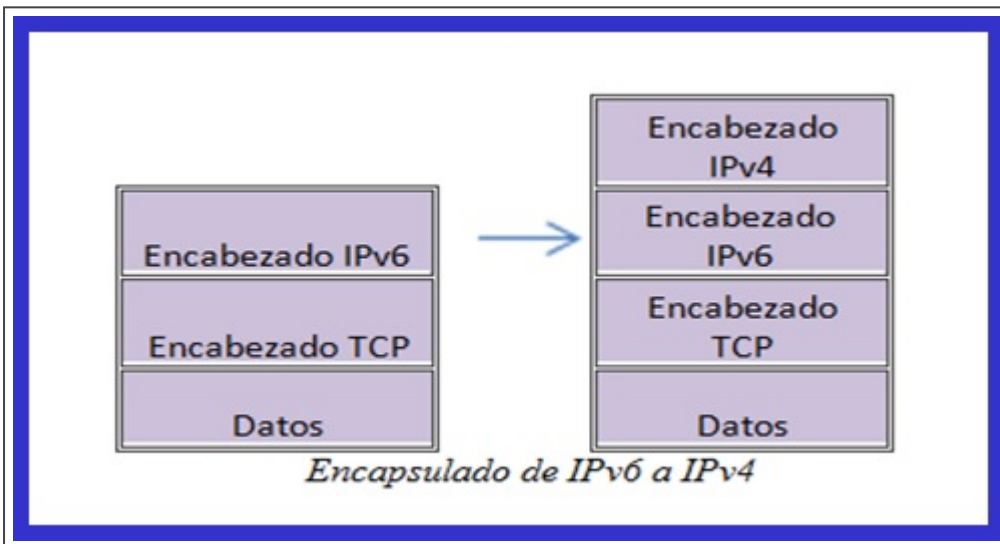 Encabezado IPv6
Encabezado TCP
Datos
Encabezado
IPv4
Encabezado
IPv6
Encabezado
TCP
Datos
Encapsulado de IPv6 a IPv4